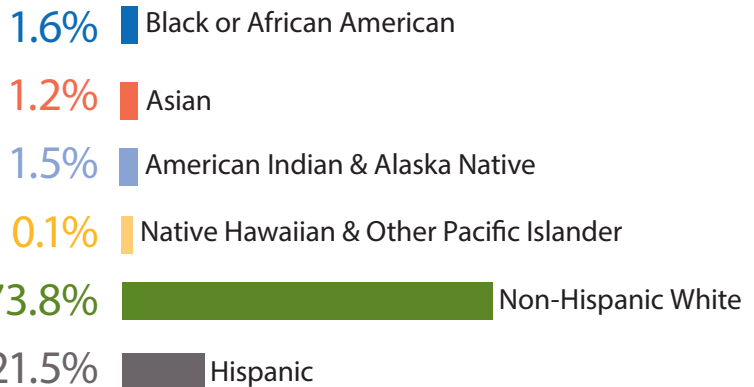 1.6% Black or African American
1.2% Asian
1.5% American Indian & Alaska Native
0.1% Native Hawaiian & Other Pacific Islander
73.8% Non-Hispanic White
21.5% Hispanic